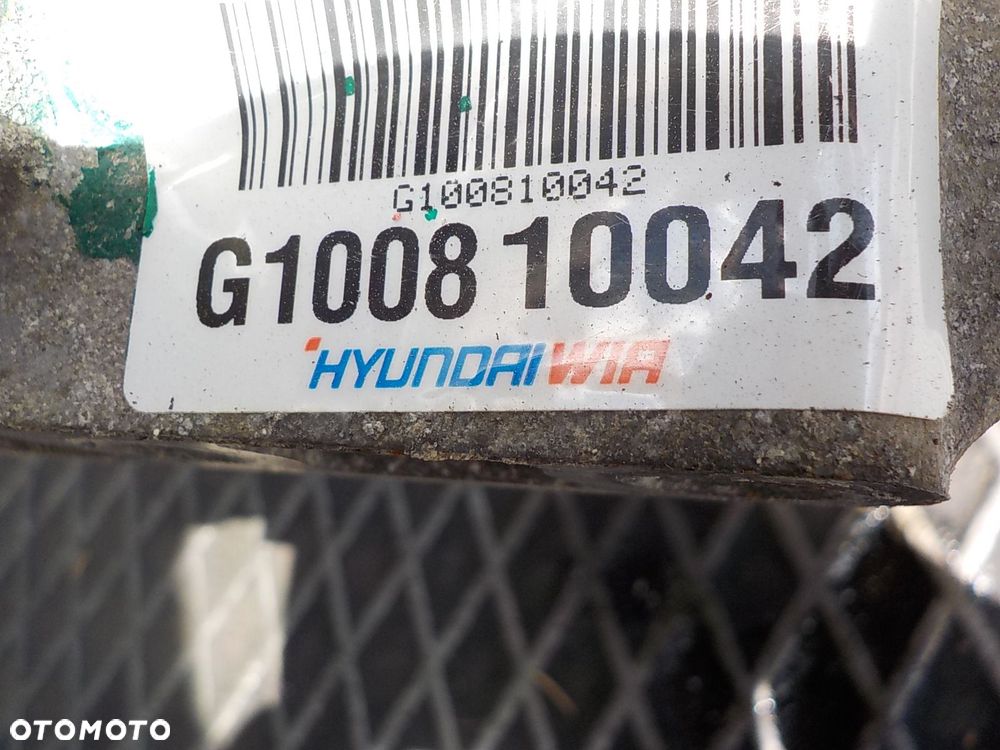 G100810042
G1008 10042
HYUNDAI WIA
OTOMOTO